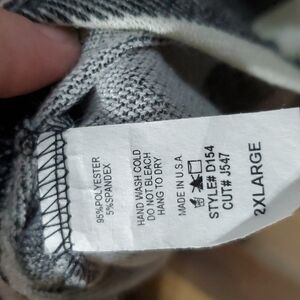 95%POLYESTER
5%SPANDEX
HAND WASH COLD
DO NOT BLEACH
HANG TO DRY
MADE IN U.S.A
STYLE# D154
CUT# J547
2XLARGE